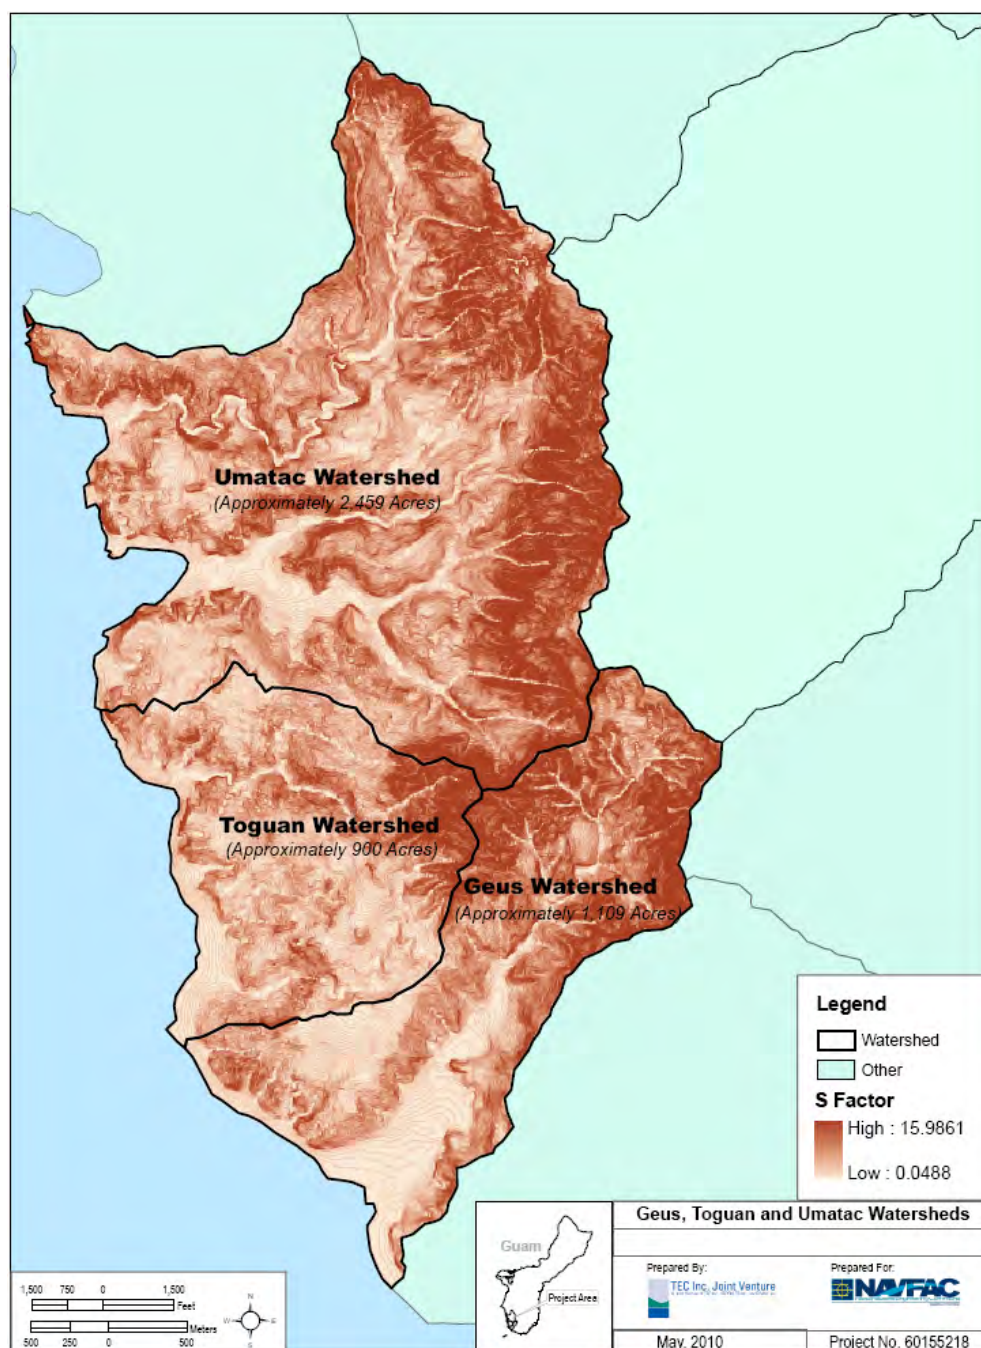 Umatac Watershed
(Approximately 2,459 Acres)
Toguan Watershed
(Approximately 900 Acres)
Geus Watershed
(Approximately 1,109 Acres)
Legend
Watershed
Other
S Factor
High : 15.9861
Low : 0.0488
Geus, Toguan and Umatac Watersheds
Guam
Project Area
Prepared By:
TEC Inc. Joint Venture
Prepared For:
NAVFAC
May, 2010
Project No. 60155218
1,500 750 0 1,500
Feet
Meters
500 250 0 500
N
W E
S